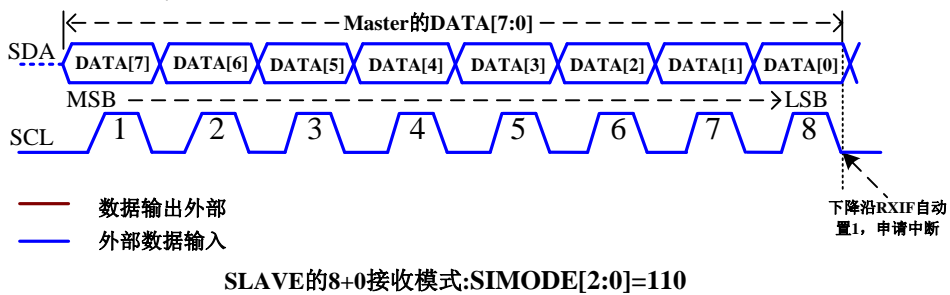 Master的DATA[7:0]
SDA
DATA[7] DATA[6] DATA[5] DATA[4] DATA[3] DATA[2] DATA[1] DATA[0]
MSB LSB
SCL 1 2 3 4 5 6 7 8
数据输出外部
外部数据输入
下降沿RXIF自动
置1，申请中断
SLAVE的8+0接收模式:SIMODE[2:0]=110